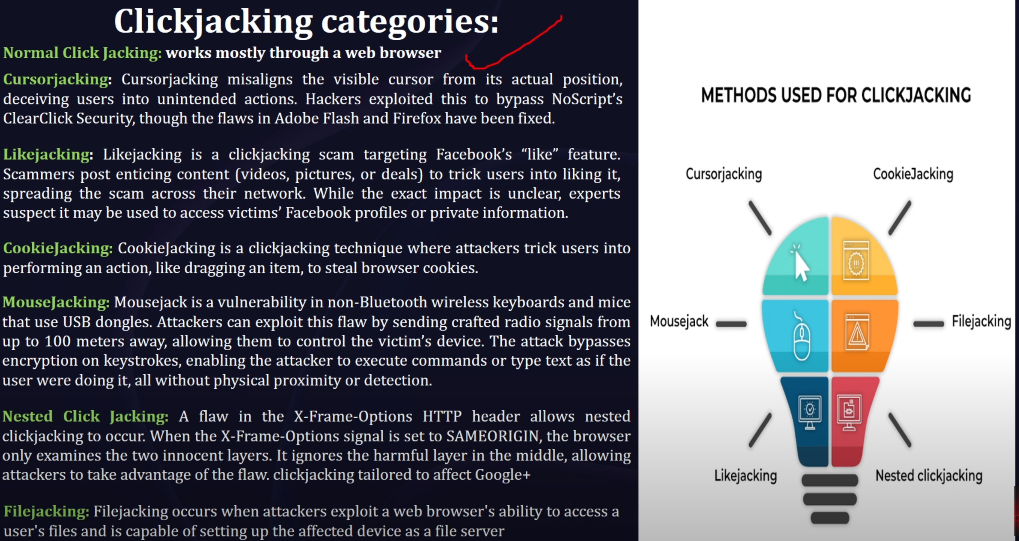 Clickjacking categories:
Normal Click Jacking: works mostly through a web browser
Cursorjacking: Cursorjacking misaligns the visible cursor from its actual position,
deceiving users into unintended actions. Hackers exploited this to bypass NoScript's
ClearClick Security, though the flaws in Adobe Flash and Firefox have been fixed.
Likejacking: Likejacking is a clickjacking scam targeting Facebook's "like" feature.
Scammers post enticing content (videos, pictures, or deals) to trick users into liking it,
spreading the scam across their network. While the exact impact is unclear, experts
suspect it may be used to access victims' Facebook profiles or private information.
CookieJacking: CookieJacking is a clickjacking technique where attackers trick users into
performing an action, like dragging an item, to steal browser cookies.
MouseJacking: Mousejack is a vulnerability in non-Bluetooth wireless keyboards and mice
that use USB dongles. Attackers can exploit this flaw by sending crafted radio signals from
up to 100 meters away, allowing them to control the victim's device. The attack bypasses
encryption on keystrokes, enabling the attacker to execute commands or type text as if the
user were doing it, all without physical proximity or detection.
Nested Click Jacking: A flaw in the X-Frame-Options HTTP header allows nested
clickjacking to occur. When the X-Frame-Options signal is set to SAMEORIGIN, the browser
only examines the two innocent layers. It ignores the harmful layer in the middle, allowing
attackers to take advantage of the flaw. clickjacking tailored to affect Google+
Filejacking: Filejacking occurs when attackers exploit a web browser's ability to access a
user's files and is capable of setting up the affected device as a file server
METHODS USED FOR CLICKJACKING
Cursorjacking
CookieJacking
Mousejack
Filejacking
Likejacking
Nested clickjacking